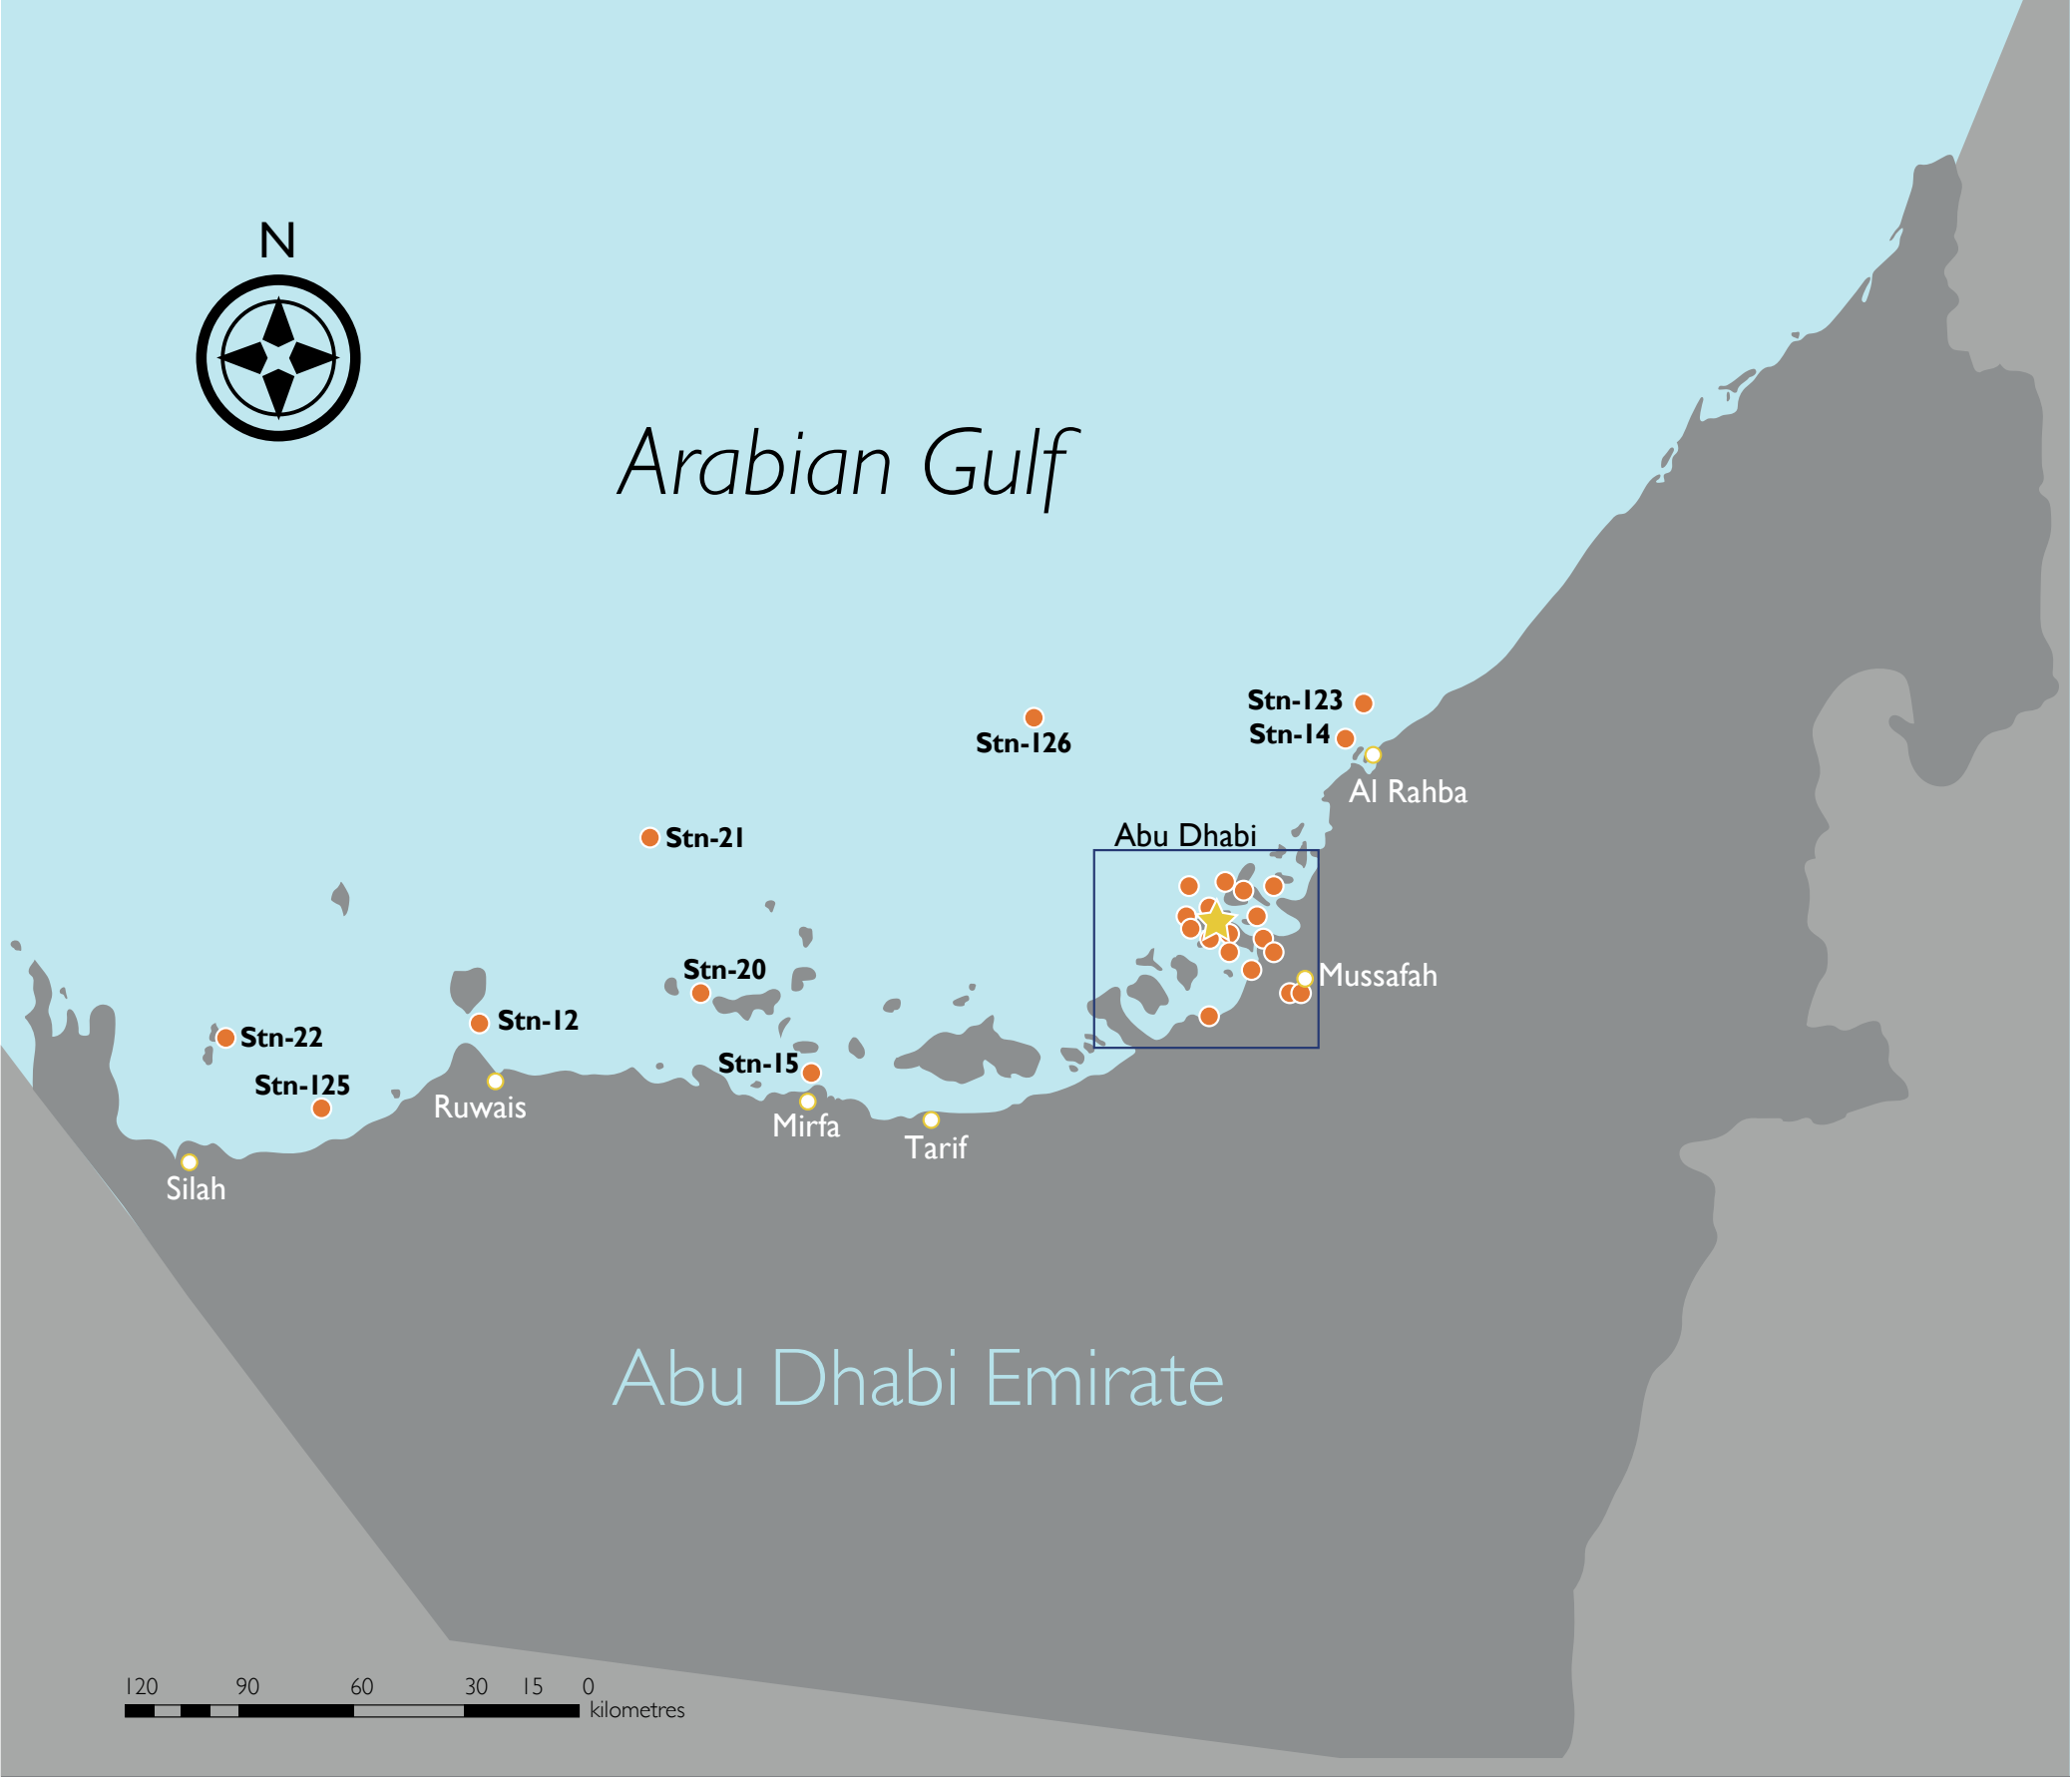 N
Arabian Gulf
Stn-123
Stn-126
Stn-14
Al Rahba
Stn-21
Abu Dhabi
Stn-20
Mussafah
Stn-12
Stn-22
Stn-15
Stn-125
Ruwais
Mirfa
Tarif
Silah
Abu Dhabi Emirate
120 90 60 30 15 0
kilometres